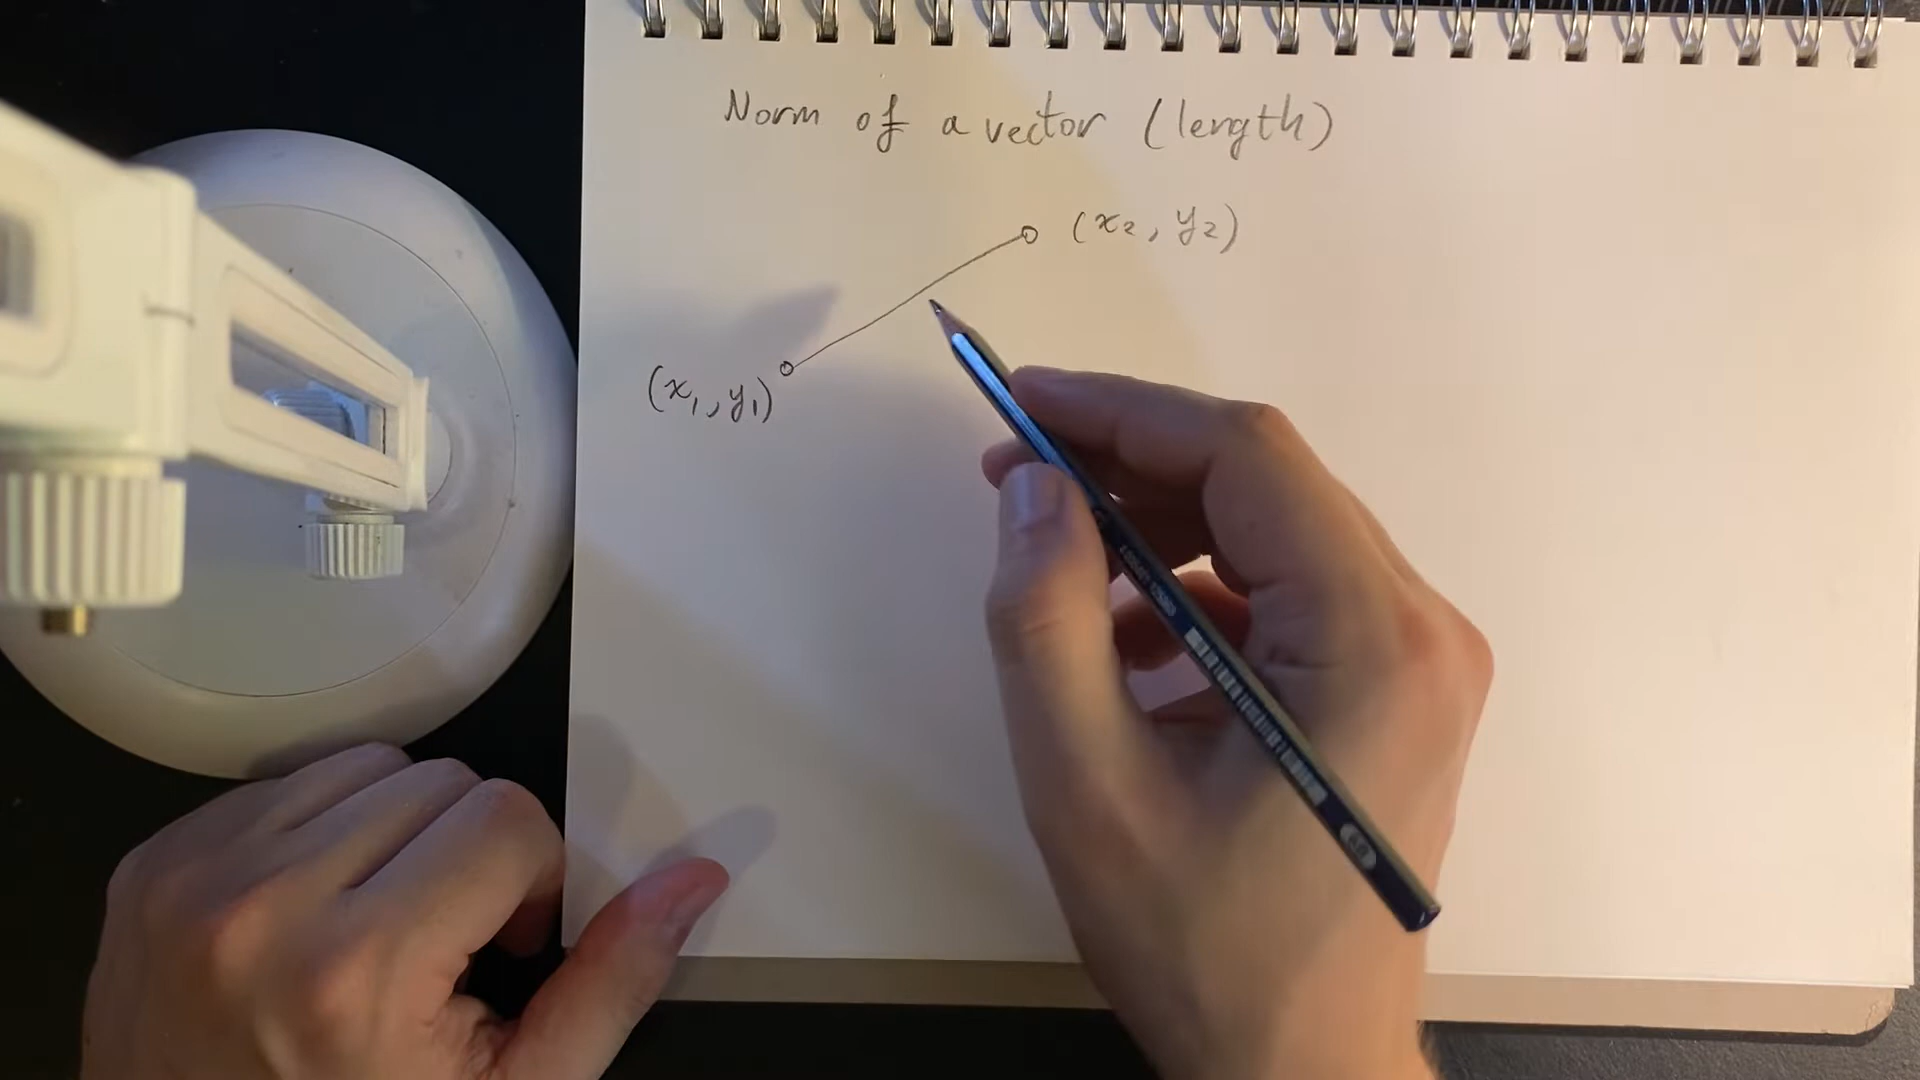 Norm of a vector (length)
(x₂, y₂)
(x₁, y₁)